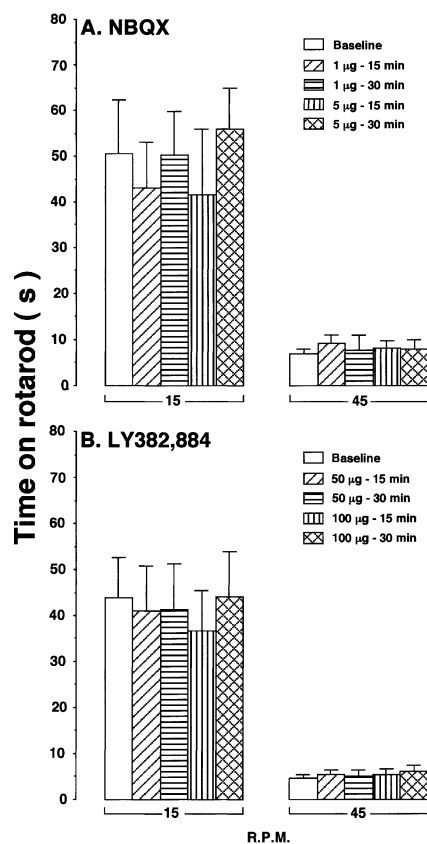 Time on rotarod ( s )
A. NBQX
80
70
60
50
40
30
20
10
0
Baseline
1 µg - 15 min
1 µg - 30 min
5 µg - 15 min
5 µg - 30 min
15
45
B. LY382,884
80
70
60
50
40
30
20
10
0
Baseline
50 µg - 15 min
50 µg - 30 min
100 µg - 15 min
100 µg - 30 min
15
45
R.P.M.